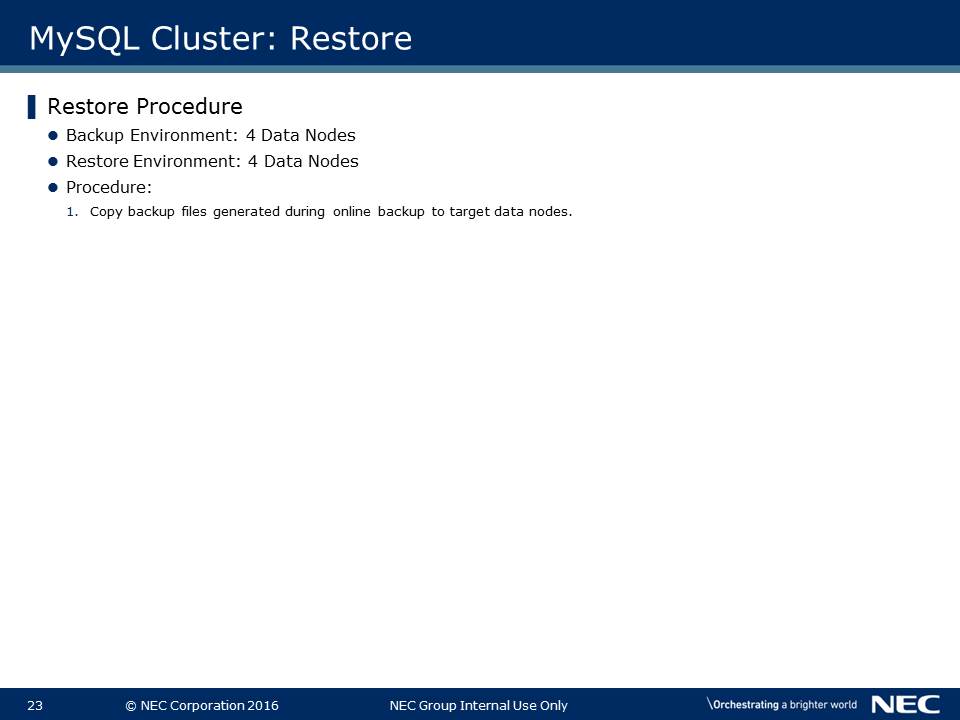 MySQL Cluster: Restore
Restore Procedure
Backup Environment: 4 Data Nodes
Restore Environment: 4 Data Nodes
Procedure:
1. Copy backup files generated during online backup to target data nodes.
23 © NEC Corporation 2016 NEC Group Internal Use Only \Orchestrating a brighter world NEC